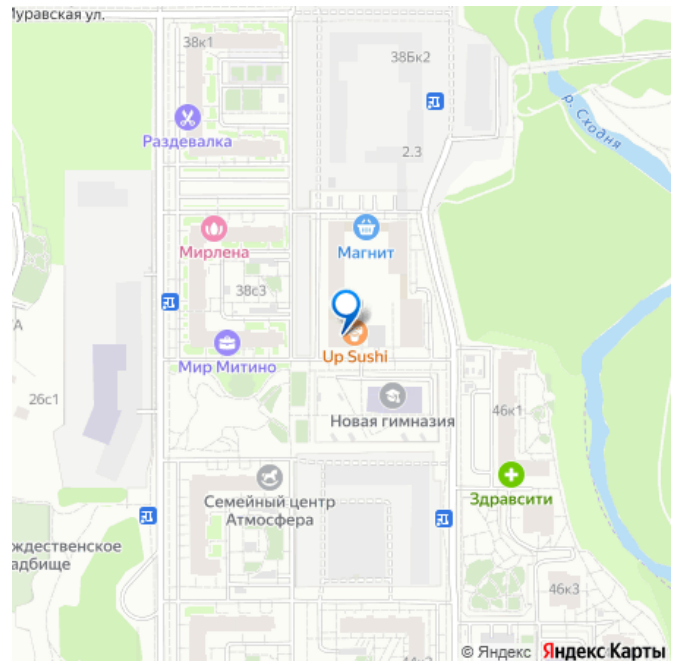 Муравская ул.
38к1
38Бк2
р. Сходня
Раздевалка
2.3
Мирлена
Магнит
38с3
Up Sushi
Мир Митино
26с1
Новая гимназия
46к1
Семейный центр
Атмосфера
Здравсити
ждественское
адбище
46к3
© Яндекс Яндекс Карты